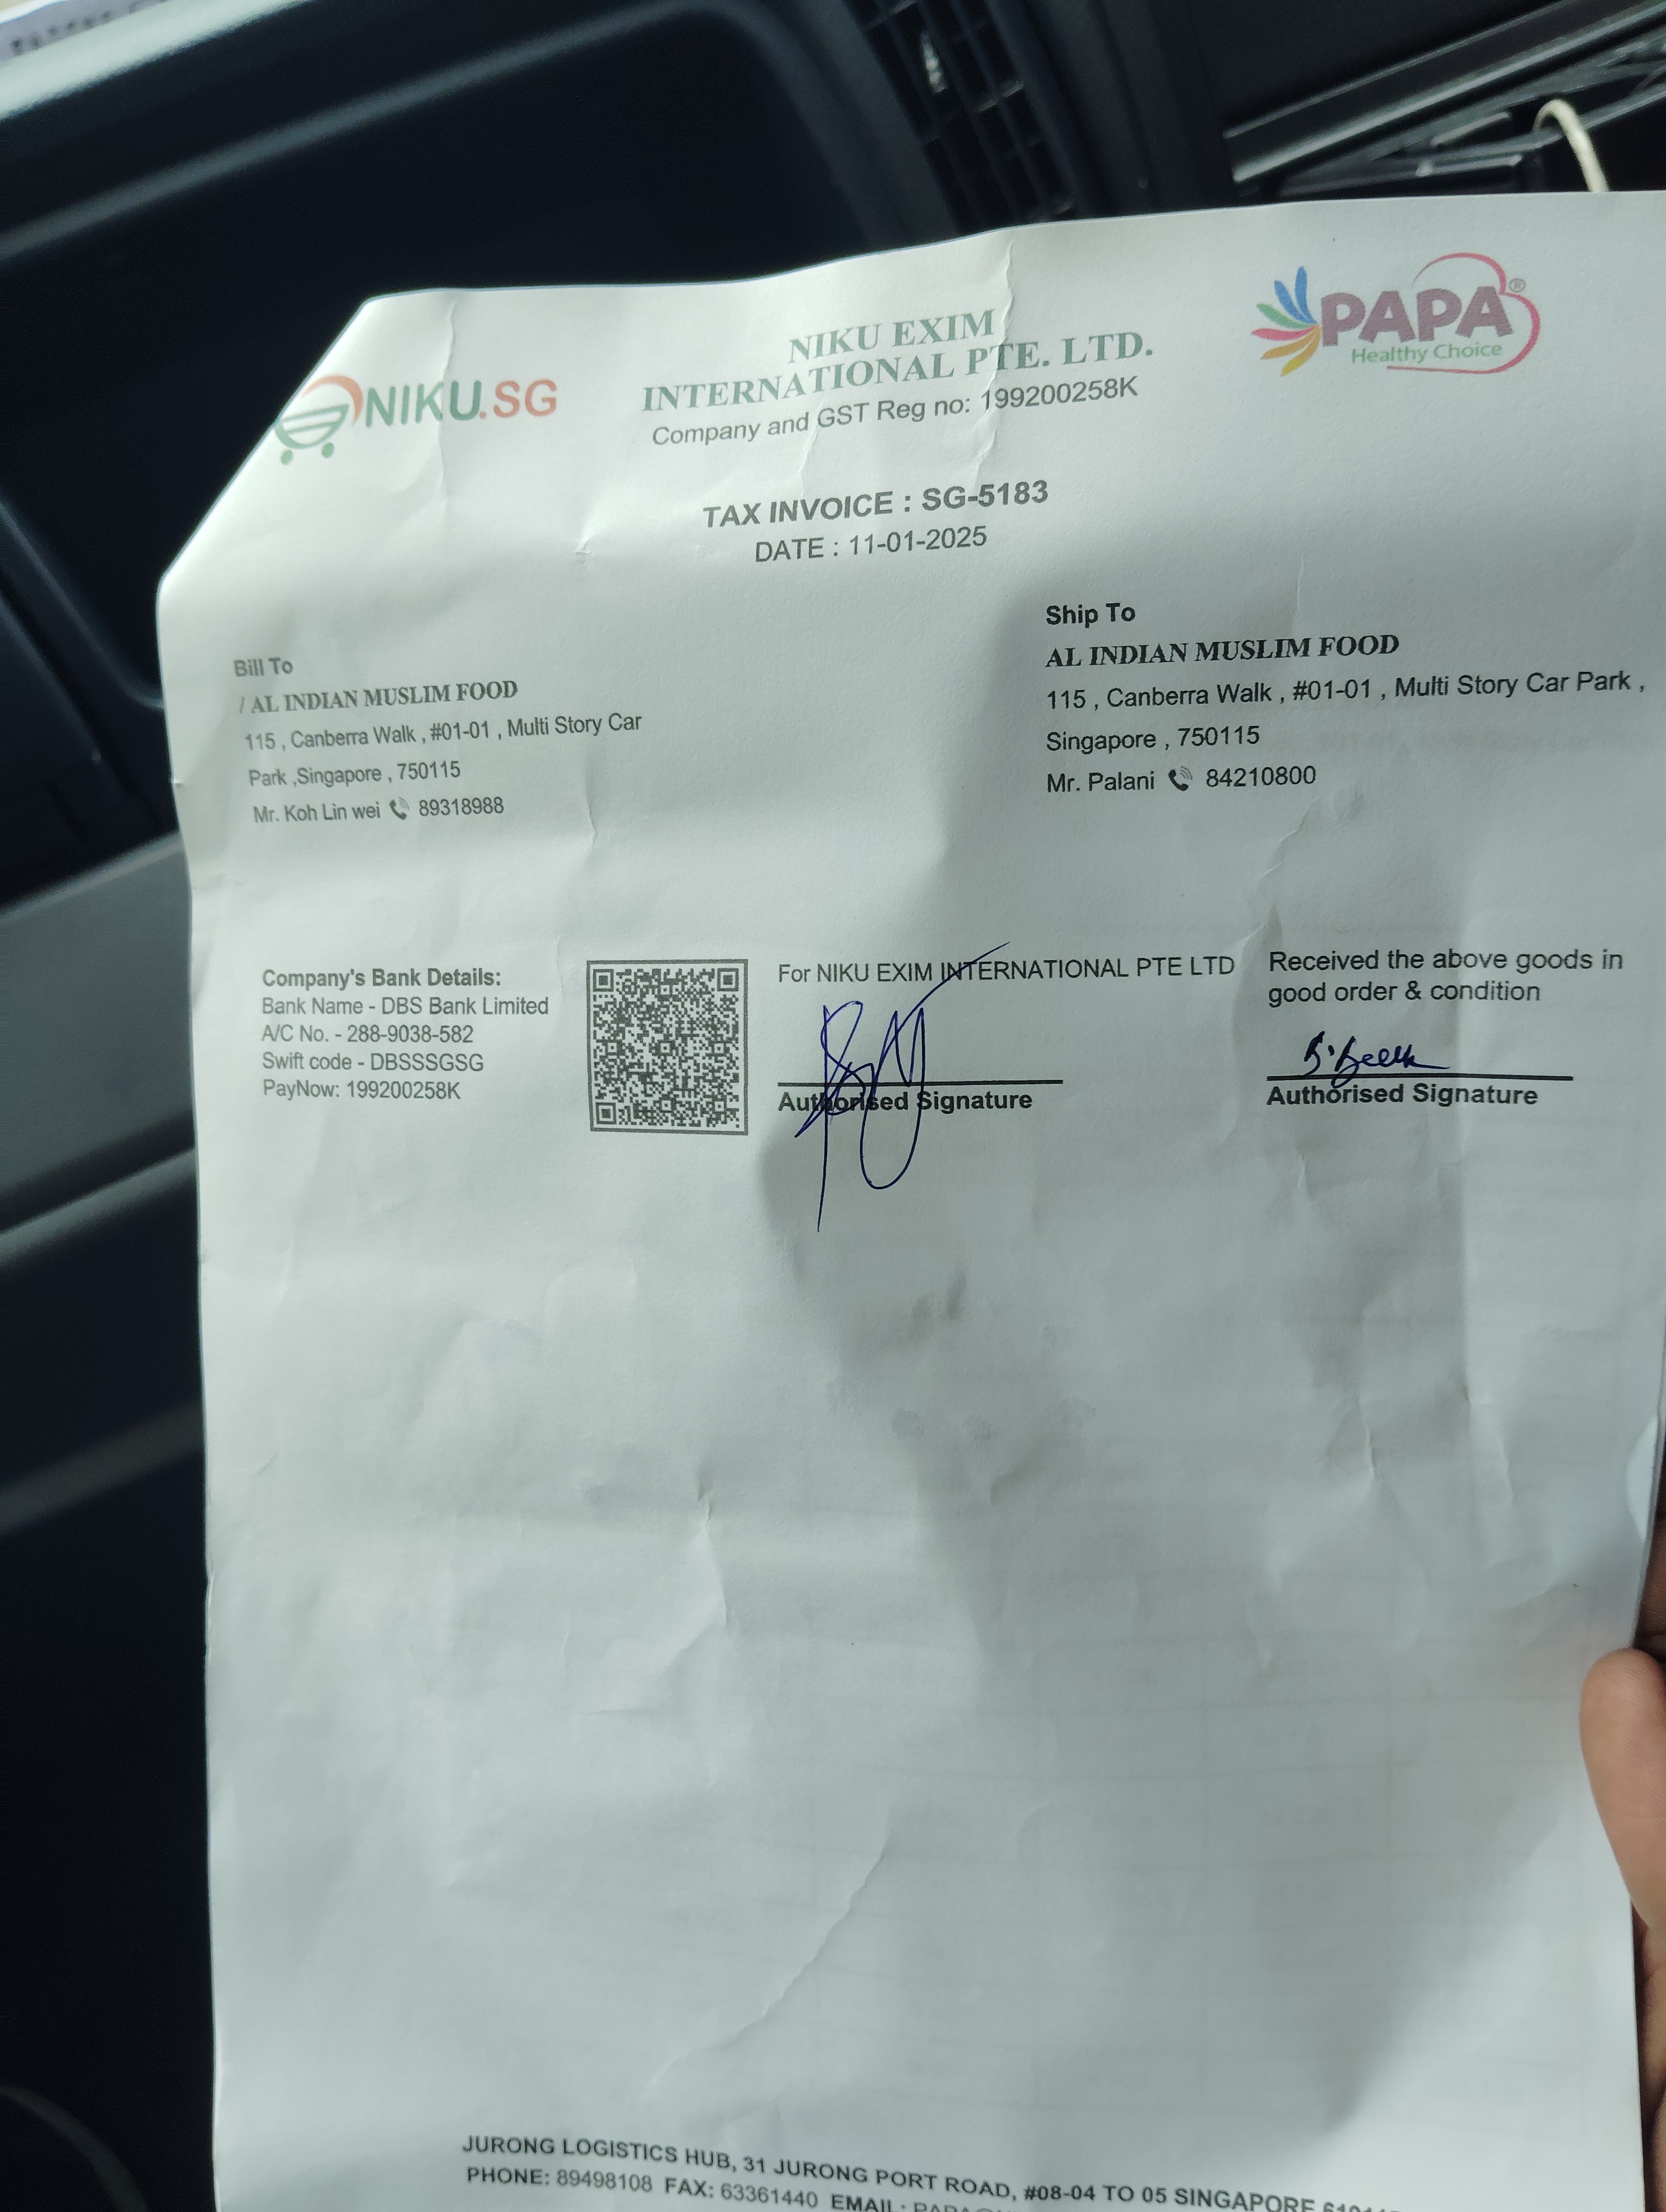 NIKU.SG
NIKU EXIM
INTERNATIONAL PTE. LTD.
Company and GST Reg no: 199200258K
PAPA®
Healthy Choice
TAX INVOICE : SG-5183
DATE : 11-01-2025
Bill To
/ AL INDIAN MUSLIM FOOD
115 , Canberra Walk , #01-01 , Multi Story Car
Park ,Singapore , 750115
Mr. Koh Lin wei 89318988
Ship To
AL INDIAN MUSLIM FOOD
115 , Canberra Walk , #01-01 , Multi Story Car Park ,
Singapore , 750115
Mr. Palani 84210800
Company's Bank Details:
Bank Name - DBS Bank Limited
A/C No. - 288-9038-582
Swift code - DBSSSGSG
PayNow: 199200258K
For NIKU EXIM INTERNATIONAL PTE LTD
Authorised Signature
Received the above goods in
good order & condition
Authorised Signature
JURONG LOGISTICS HUB, 31 JURONG PORT ROAD, #08-04 TO 05 SINGAPORE
PHONE: 89498108 FAX: 63361440 EMAIL: